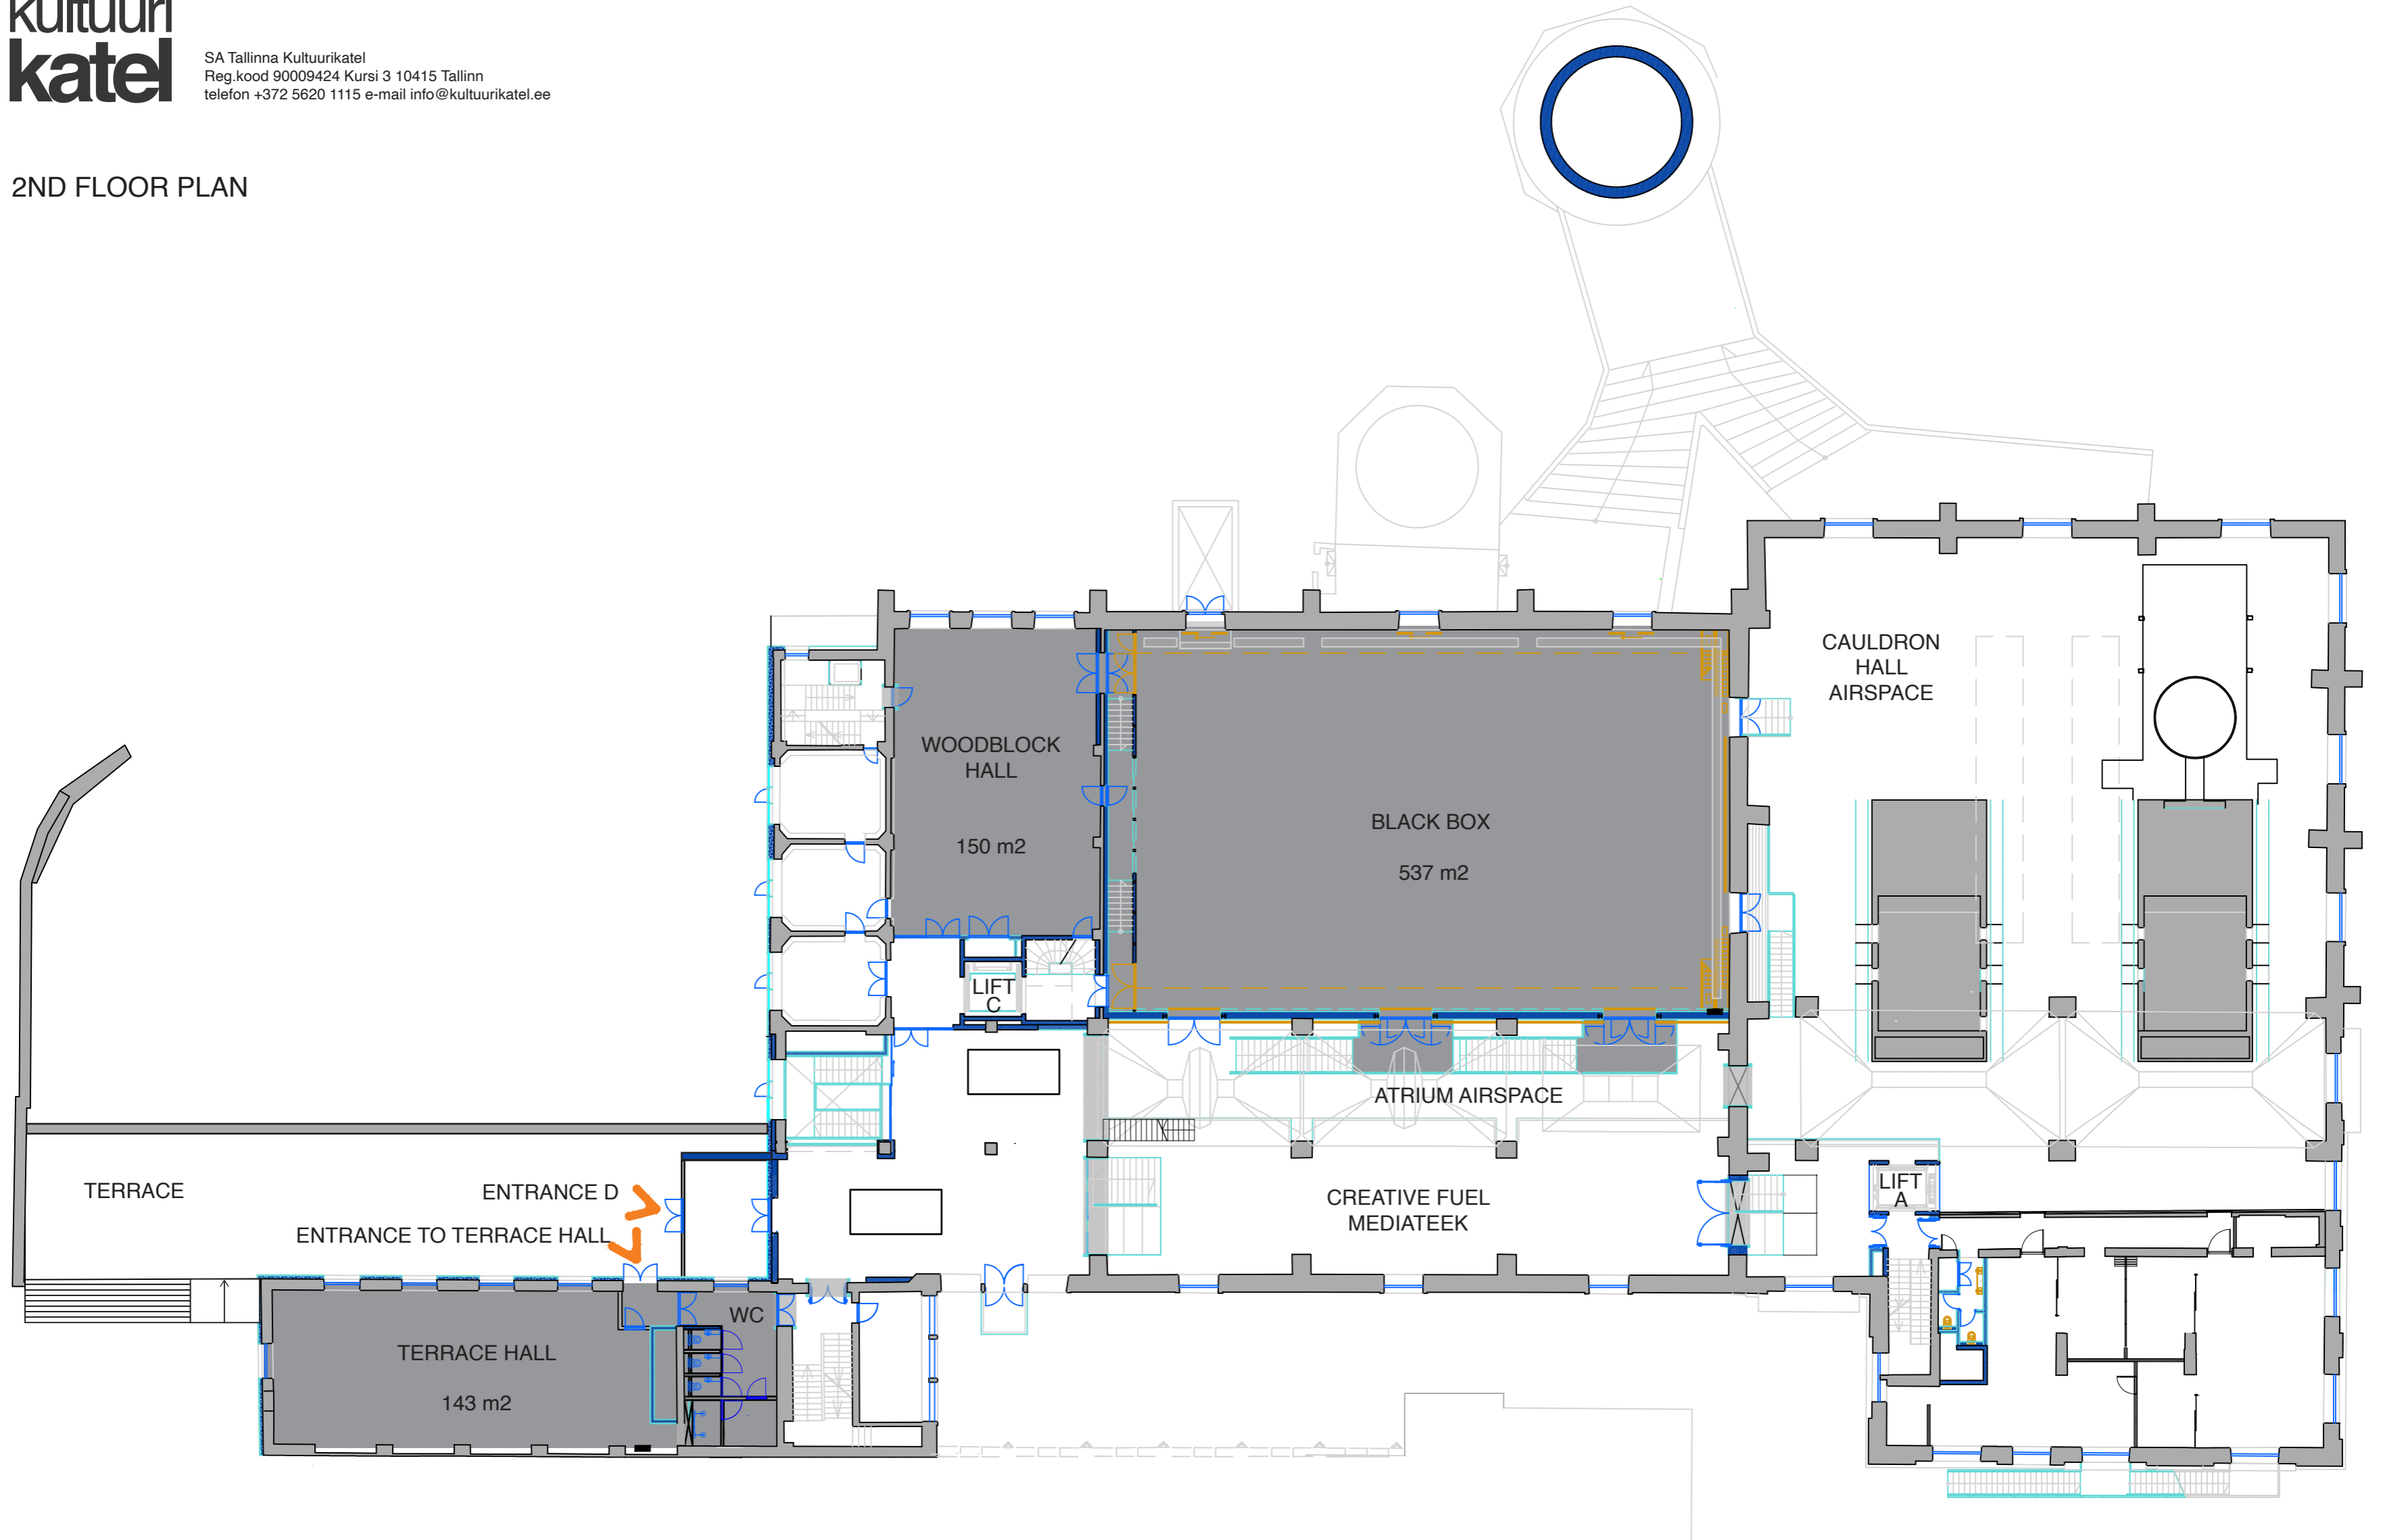 kultuuri
katel
SA Tallinna Kultuurikatel
Reg.kood 90009424 Kursi 3 10415 Tallinn
telefon +372 5620 1115 e-mail info@kultuurikatel.ee
2ND FLOOR PLAN
CAULDRON
HALL
AIRSPACE
WOODBLOCK
HALL
150 m2
BLACK BOX
537 m2
LIFT
C
ATRIUM AIRSPACE
TERRACE
ENTRANCE D
ENTRANCE TO TERRACE HALL
CREATIVE FUEL
MEDIATEEK
LIFT
A
WC
TERRACE HALL
143 m2